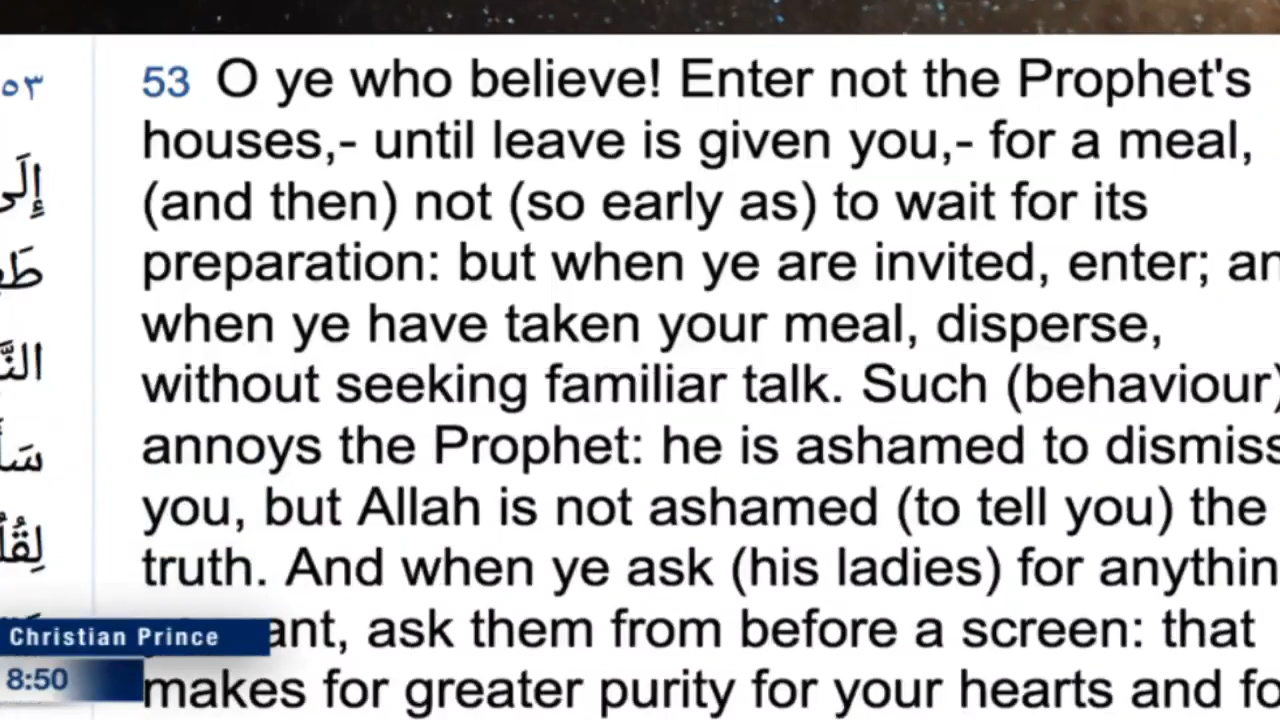 ٥٣ 53 O ye who believe! Enter not the Prophet's
houses,- until leave is given you,- for a meal,
(and then) not (so early as) to wait for its
preparation: but when ye are invited, enter;
when ye have taken your meal, disperse,
without seeking familiar talk. Such (behaviour)
annoys the Prophet: he is ashamed to dismiss
you, but Allah is not ashamed (to tell you) the
truth. And when ye ask (his ladies) for
ask them from before a screen: that
makes for greater purity for your hearts and
Christian Prince
8:50